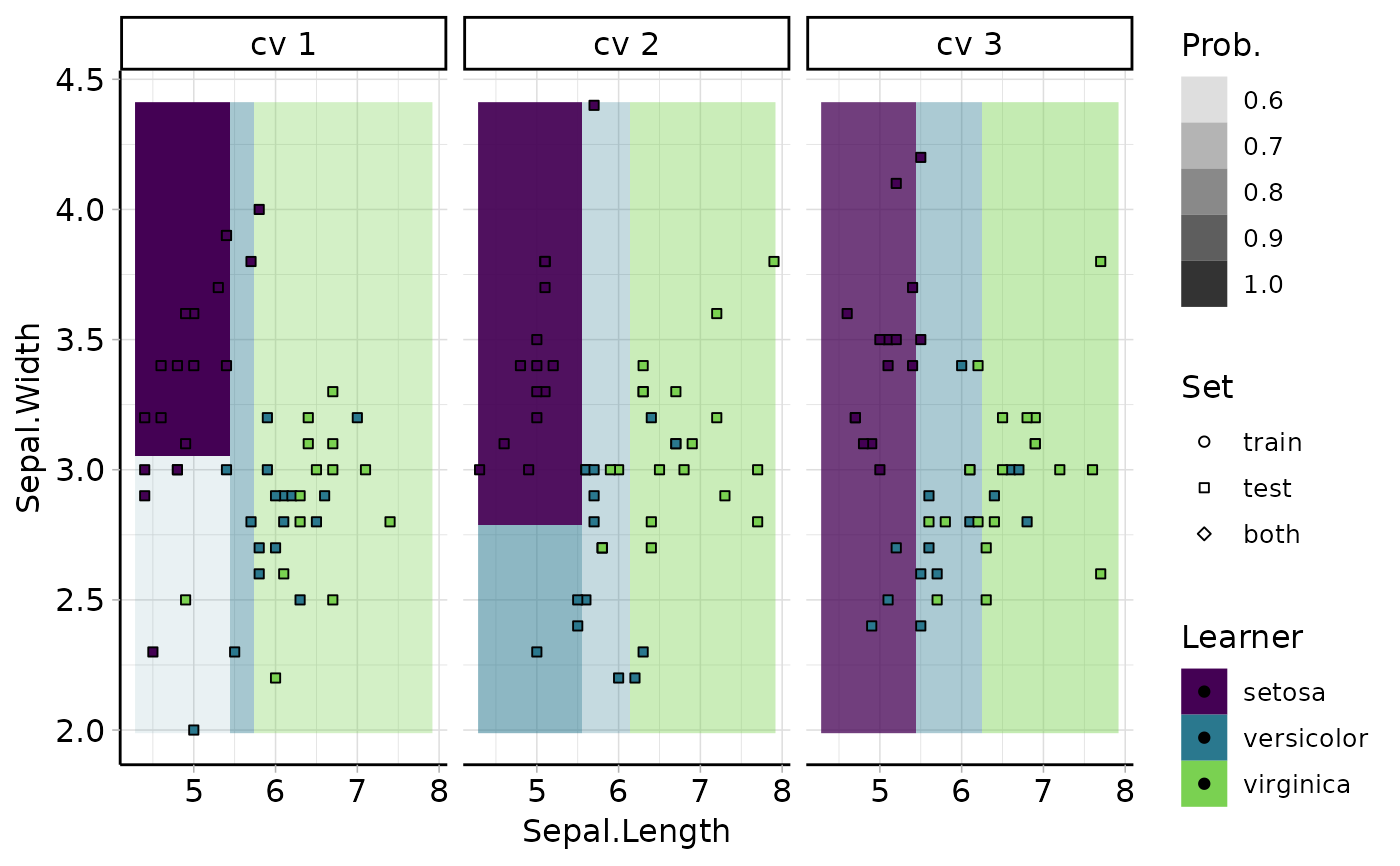 cv 1
cv 2
cv 3
4.5
4.0
3.5
3.0
2.5
2.0
Sepal.Width
5 6 7 8
5 6 7 8
5 6 7 8
Sepal.Length
Prob.
0.6
0.7
0.8
0.9
1.0
Set
train
test
both
Learner
setosa
versicolor
virginica